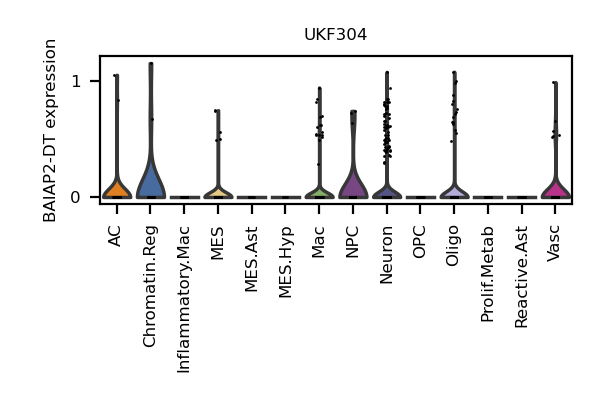 UKF304
BAIAP2-DT expression
1
0
AC
Chromatin.Reg
Inflammatory.Mac
MES
MES.Ast
MES.Hyp
Mac
NPC
Neuron
OPC
Oligo
Prolif.Metab
Reactive.Ast
Vasc